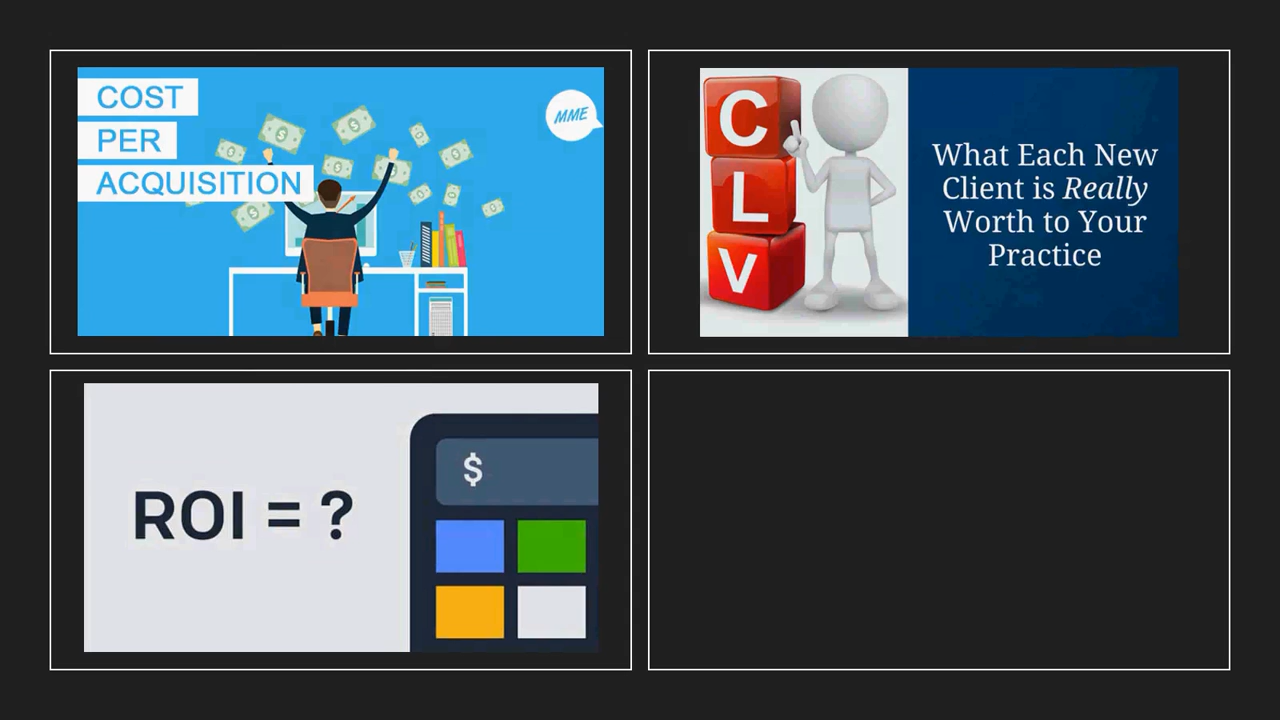 COST
PER
ACQUISITION
MME
C
L
V
What Each New
Client is Really
Worth to Your
Practice
ROI = ?
$